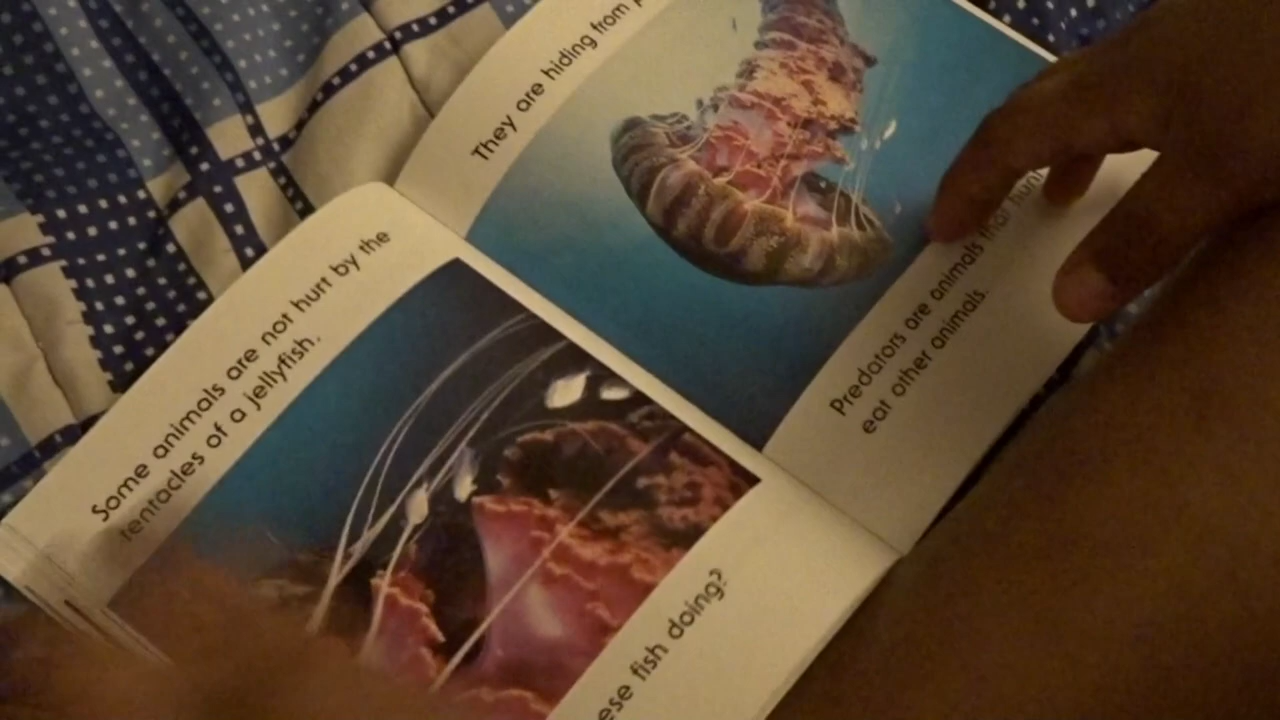 Some animals are not hurt by the
tentacles of a jellyfish.
fish doing?
They are hiding from
Predators are animals that hunt
eat other animals.